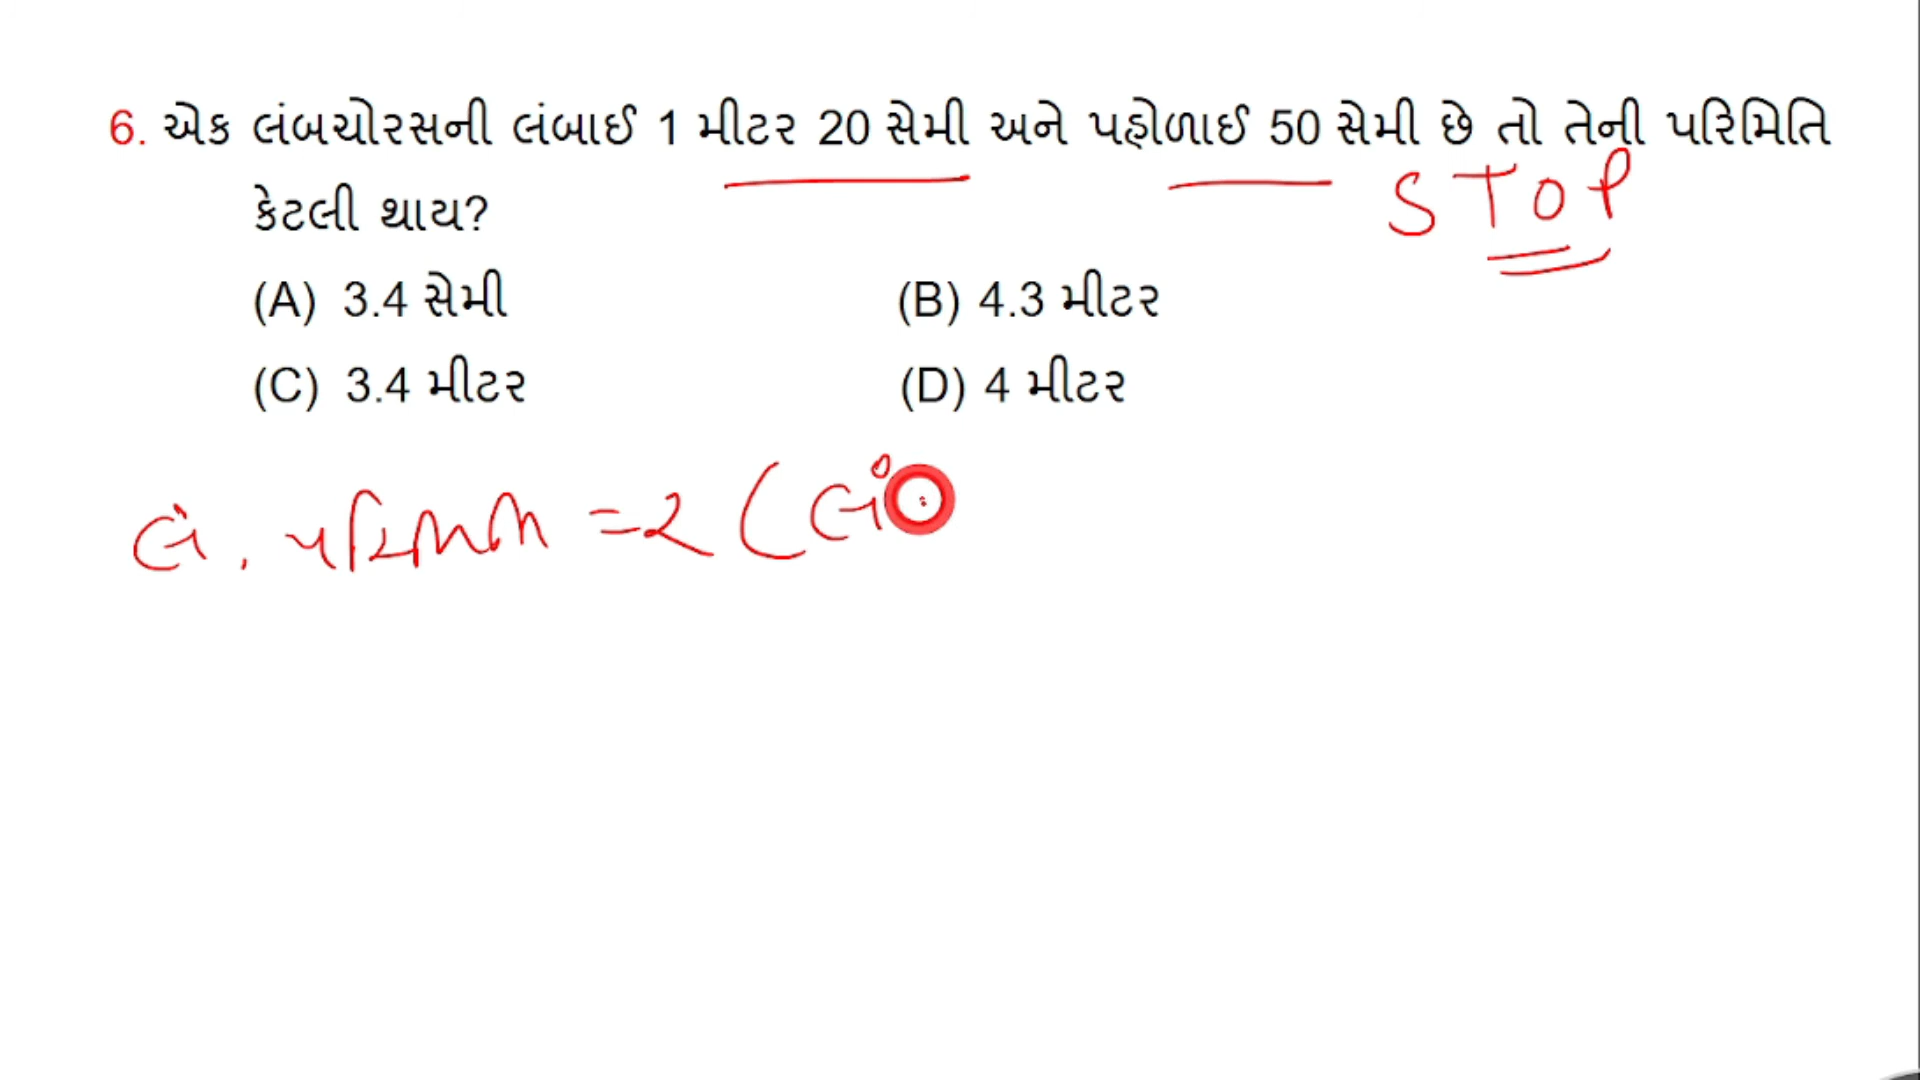 6. એક લંબચોરસની લંબાઈ 1 મીટર 20 સેમી અને પહોળાઈ 50 સેમી છે તો તેની પરિમિતિ
કેટલી થાય?
STOP
(A) 3.4 સેમી (B) 4.3 મીટર
(C) 3.4 મીટર (D) 4 મીટર
લં. પરિમિતિ = ૨ ( લં